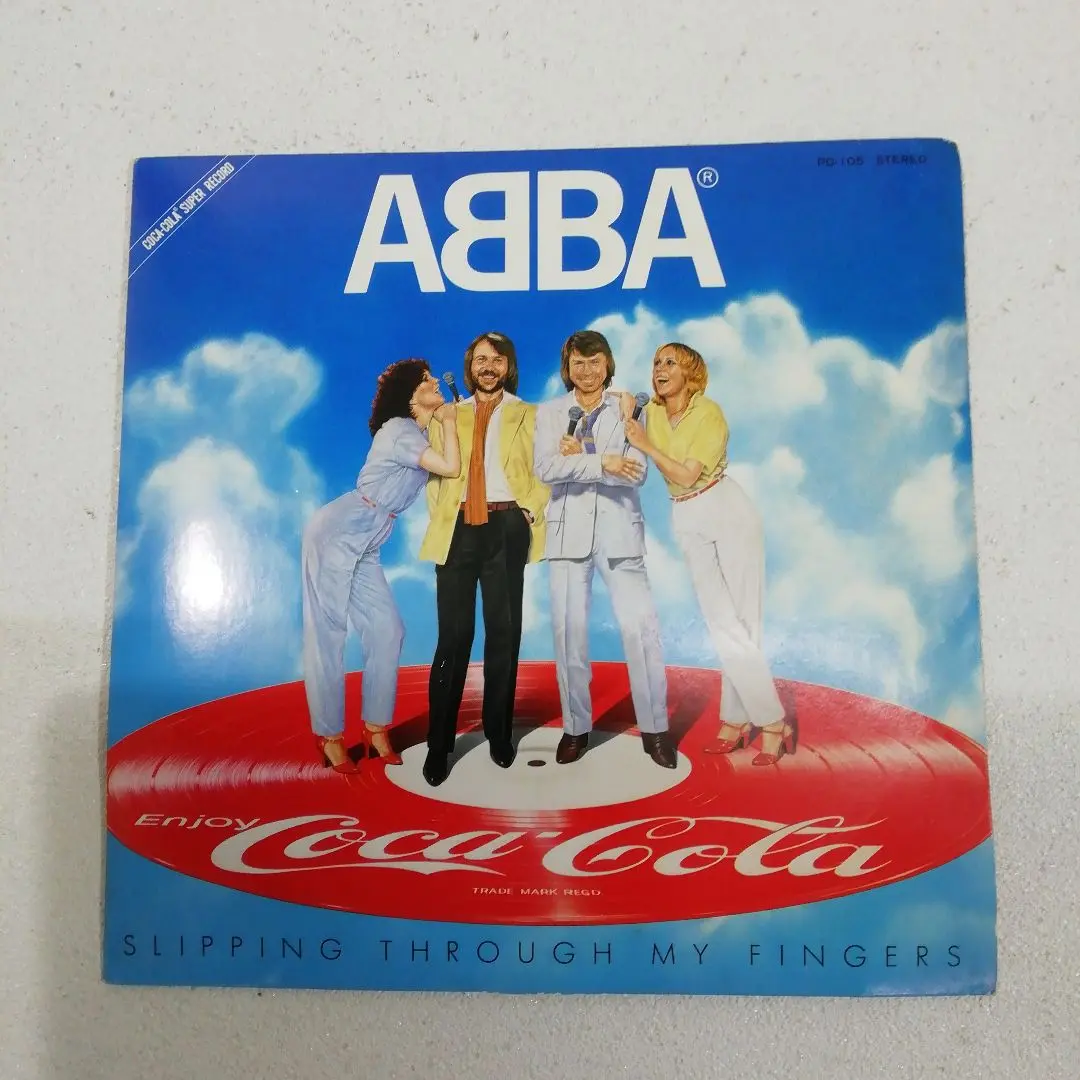 COCA-COLA® SUPER RECORD
PD-105 STEREO
ABBA®
Enjoy Coca-Cola
TRADE MARK REGD.
SLIPPING THROUGH MY FINGERS